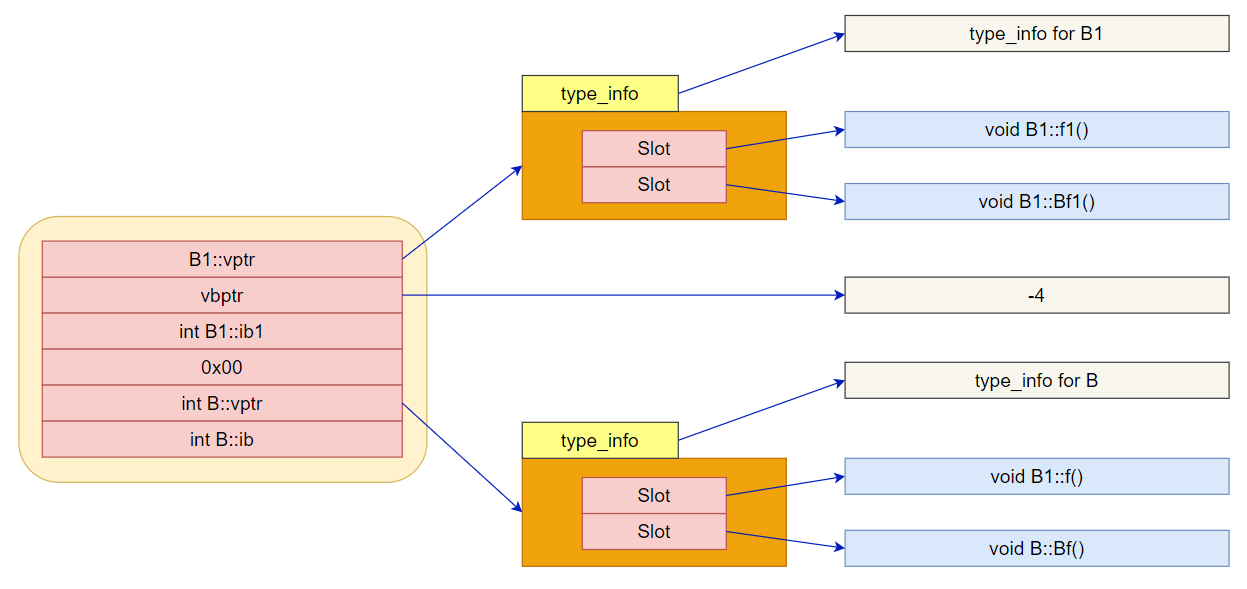 B1::vptr
vbptr
int B1::ib1
0x00
int B::vptr
int B::ib
type_info
Slot
Slot
type_info for B1
void B1::f1()
void B1::Bf1()
-4
type_info
Slot
Slot
type_info for B
void B1::f()
void B::Bf()